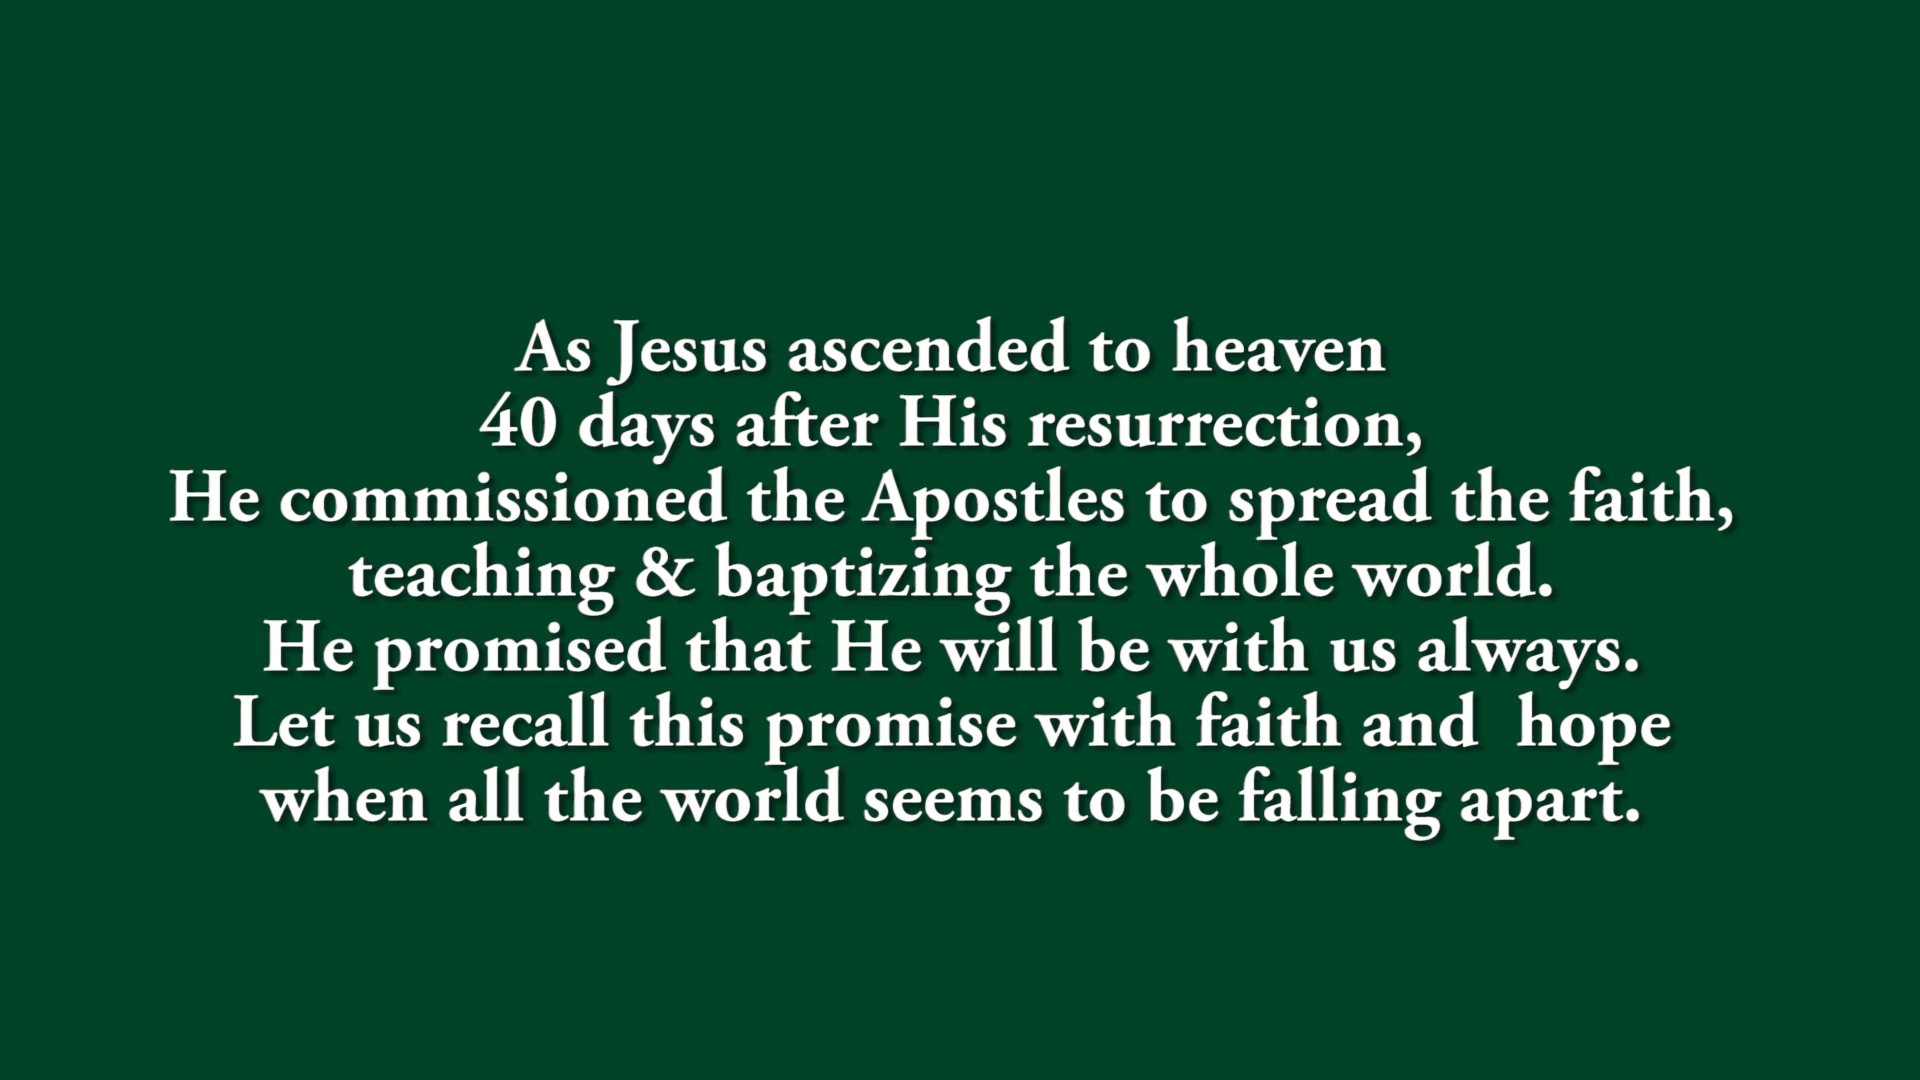 As Jesus ascended to heaven
40 days after His resurrection,
He commissioned the Apostles to spread the faith,
teaching & baptizing the whole world.
He promised that He will be with us always.
Let us recall this promise with faith and  hope
when all the world seems to be falling apart.